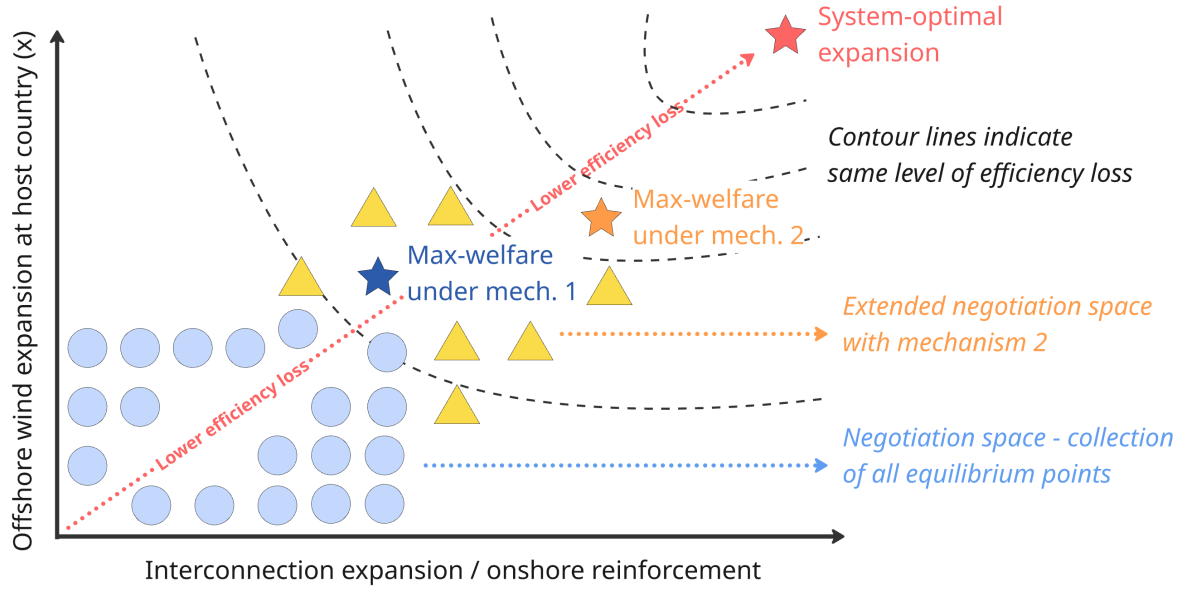 System-optimal
expansion
Offshore wind expansion at host country (x)
Lower efficiency loss
Contour lines indicate
same level of efficiency loss
Max-welfare
under mech. 2
Max-welfare
under mech. 1
Extended negotiation space
with mechanism 2
Lower efficiency loss
Negotiation space - collection
of all equilibrium points
Interconnection expansion / onshore reinforcement